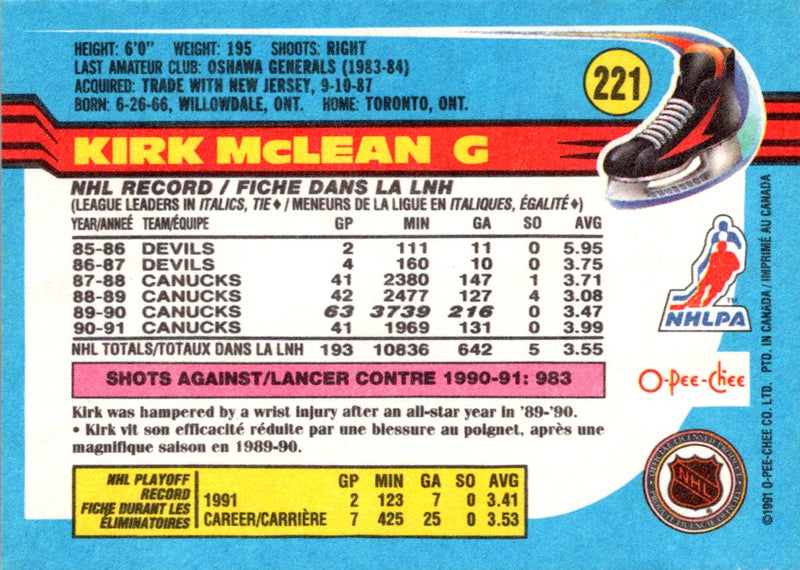 HEIGHT: 6'0" WEIGHT: 195 SHOOTS: RIGHT
LAST AMATEUR CLUB: OSHAWA GENERALS (1983-84)
ACQUIRED: TRADE WITH NEW JERSEY, 9-10-87
BORN: 6-26-66, WILLOWDALE, ONT. HOME: TORONTO, ONT.
221
KIRK McLEAN G
NHL RECORD / FICHE DANS LA LNH
(LEAGUE LEADERS IN ITALICS, TIE♦ / MENEURS DE LA LIGUE EN ITALIQUES, ÉGALITÉ♦)
YEAR/ANNEÉ TEAM/ÉQUIPE GP MIN GA SO AVG
85-86 DEVILS 2 111 11 0 5.95
86-87 DEVILS 4 160 10 0 3.75
87-88 CANUCKS 41 2380 147 1 3.71
88-89 CANUCKS 42 2477 127 4 3.08
89-90 CANUCKS 63 3739 216 0 3.47
90-91 CANUCKS 41 1969 131 0 3.99
NHL TOTALS/TOTAUX DANS LA LNH 193 10836 642 5 3.55
SHOTS AGAINST/LANCER CONTRE 1990-91: 983
Kirk was hampered by a wrist injury after an all-star year in '89-'90.
• Kirk vit son efficacité réduite par une blessure au poignet, après une
magnifique saison en 1989-90.
NHL PLAYOFF
RECORD
FICHE DURANT LES
ÉLIMINATOIRES
GP MIN GA SO AVG
1991 2 123 7 0 3.41
CAREER/CARRIÈRE 7 425 25 0 3.53
TM
NHLPA
O-Pee-Chee
OFFICIAL LICENSED PRODUCT
NHL
®
PRODUIT LICENCIÉ OFFICIEL
©1991 O-PEE-CHEE CO. LTD. PTD. IN CANADA / IMPRIMÉ AU CANADA